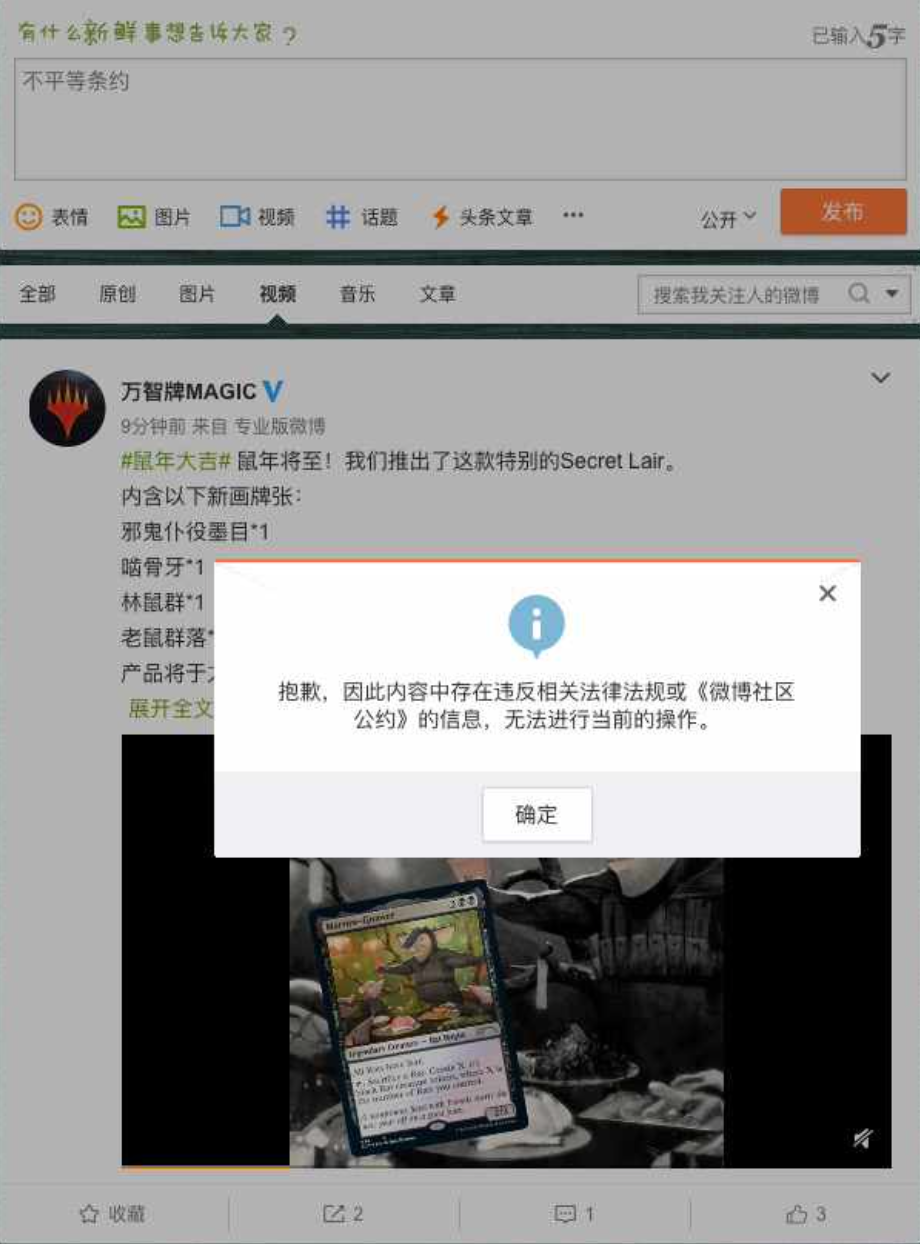 有什么新鲜事想告诉大家?
已输入5字
不平等条约
表情 图片 视频 话题 头条文章 ··· 公开 发布
全部 原创 图片 视频 音乐 文章 搜索我关注人的微博
万智牌MAGIC V
9分钟前 来自 专业版微博
#鼠年大吉# 鼠年将至！我们推出了这款特别的Secret Lair。
内含以下新画牌张：
邪鬼仆役墨目*1
啮骨牙*1
林鼠群*1
老鼠群落*
产品将于
展开全文
抱歉，因此内容中存在违反相关法律法规或《微博社区
公约》的信息，无法进行当前的操作。
确定
Marrow-Gnawer
Legendary Creature — Rat Rogue
All Rats have fear.
收藏 2 1 3